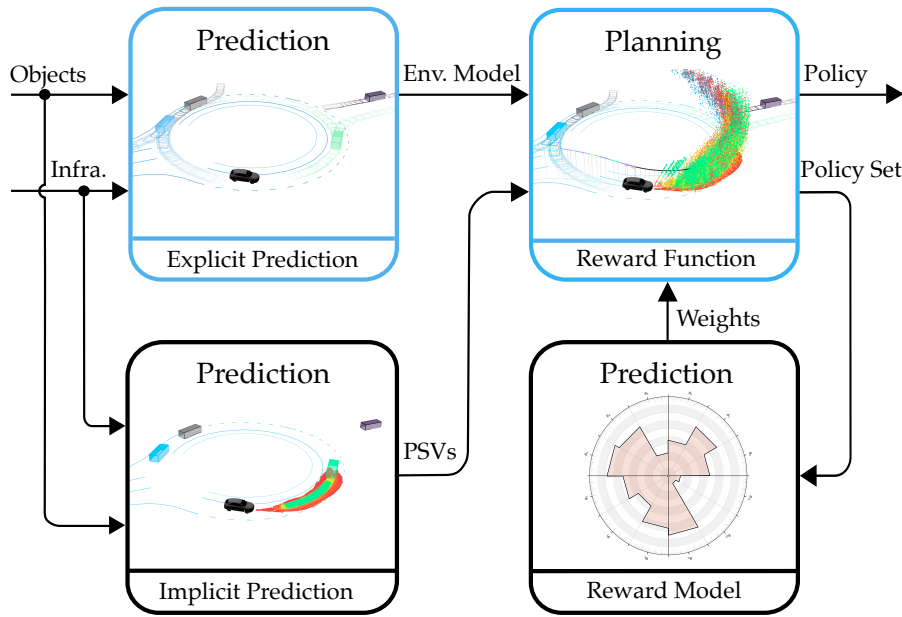 Prediction
Planning
Objects
Env. Model
Policy
Infra.
Policy Set
Explicit Prediction
Reward Function
Weights
Prediction
Prediction
PSVs
Implicit Prediction
Reward Model